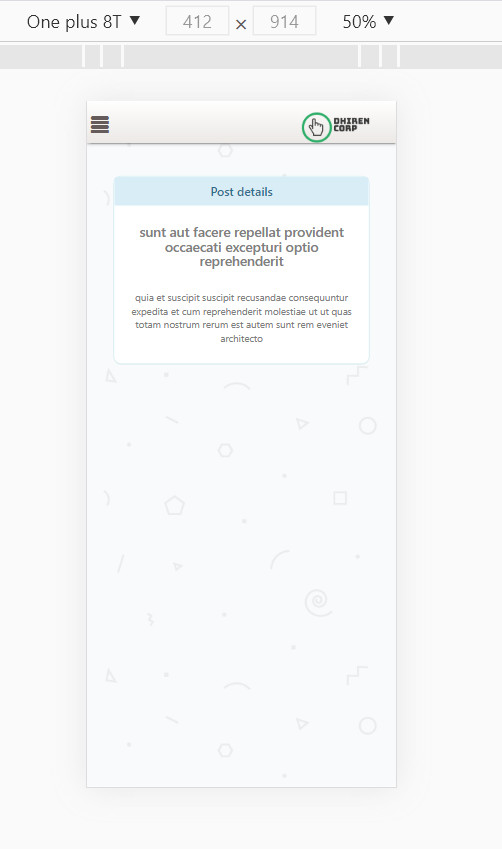 One plus 8T ▼ 412 × 914 50% ▼
DHIREN
CORP
Post details
sunt aut facere repellat provident
occaecati excepturi optio
reprehenderit
quia et suscipit suscipit recusandae consequuntur
expedita et cum reprehenderit molestiae ut ut quas
totam nostrum rerum est autem sunt rem eveniet
architecto